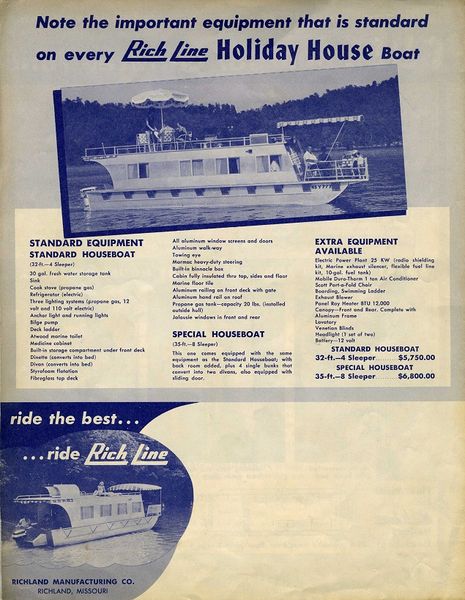 Note the important equipment that is standard
on every Rich Line Holiday House Boat
STANDARD EQUIPMENT
STANDARD HOUSEBOAT
(32-ft.—4 Sleeper)
30 gal. fresh water storage tank
Sink
Cook stove (propane gas)
Refrigerator (electric)
Three lighting systems (propane gas, 12
volt and 110 volt electric)
Anchor light and running lights
Bilge pump
Deck ladder
Atwood marine toilet
Medicine cabinet
Built-in storage compartment under front deck
Dinette (converts into bed)
Divan (converts into bed)
Styrofoam flotation
Fibreglass top deck
All aluminum window screens and doors
Aluminum walk-way
Towing eye
Marmac heavy-duty steering
Built-in binnacle box
Cabin fully insulated thru top, sides and floor
Marine floor tile
Aluminum railing on front deck with gate
Aluminum hand rail on roof
Propane gas tank—capacity 20 lbs. (installed
outside hull)
Jalousie windows in front and rear
SPECIAL HOUSEBOAT
(35-ft.—8 Sleeper)
This one comes equipped with the same
equipment as the Standard Houseboat; with
back room added, plus 4 single bunks that
convert into two divans, also equipped with
sliding door.
EXTRA EQUIPMENT
AVAILABLE
Electric Power Plant 25 KW (radio shielding
kit, Marine exhaust silencer, flexible fuel line
kit, 10-gal. fuel tank)
Mobile Dura-Therm 1 ton Air Conditioner
Scott Port-a-Fold Chair
Boarding, Swimming Ladder
Exhaust Blower
Panel Ray Heater BTU 12,000
Canopy—Front and Rear. Complete with
Aluminum Frame
Lavatory
Venetian Blinds
Headlight (1 set of two)
Battery—12 volt
STANDARD HOUSEBOAT
32-ft.—4 Sleeper $5,750.00
SPECIAL HOUSEBOAT
35-ft.—8 Sleeper $6,800.00
ride the best...
...ride Rich Line
RICHLAND MANUFACTURING CO.
RICHLAND, MISSOURI